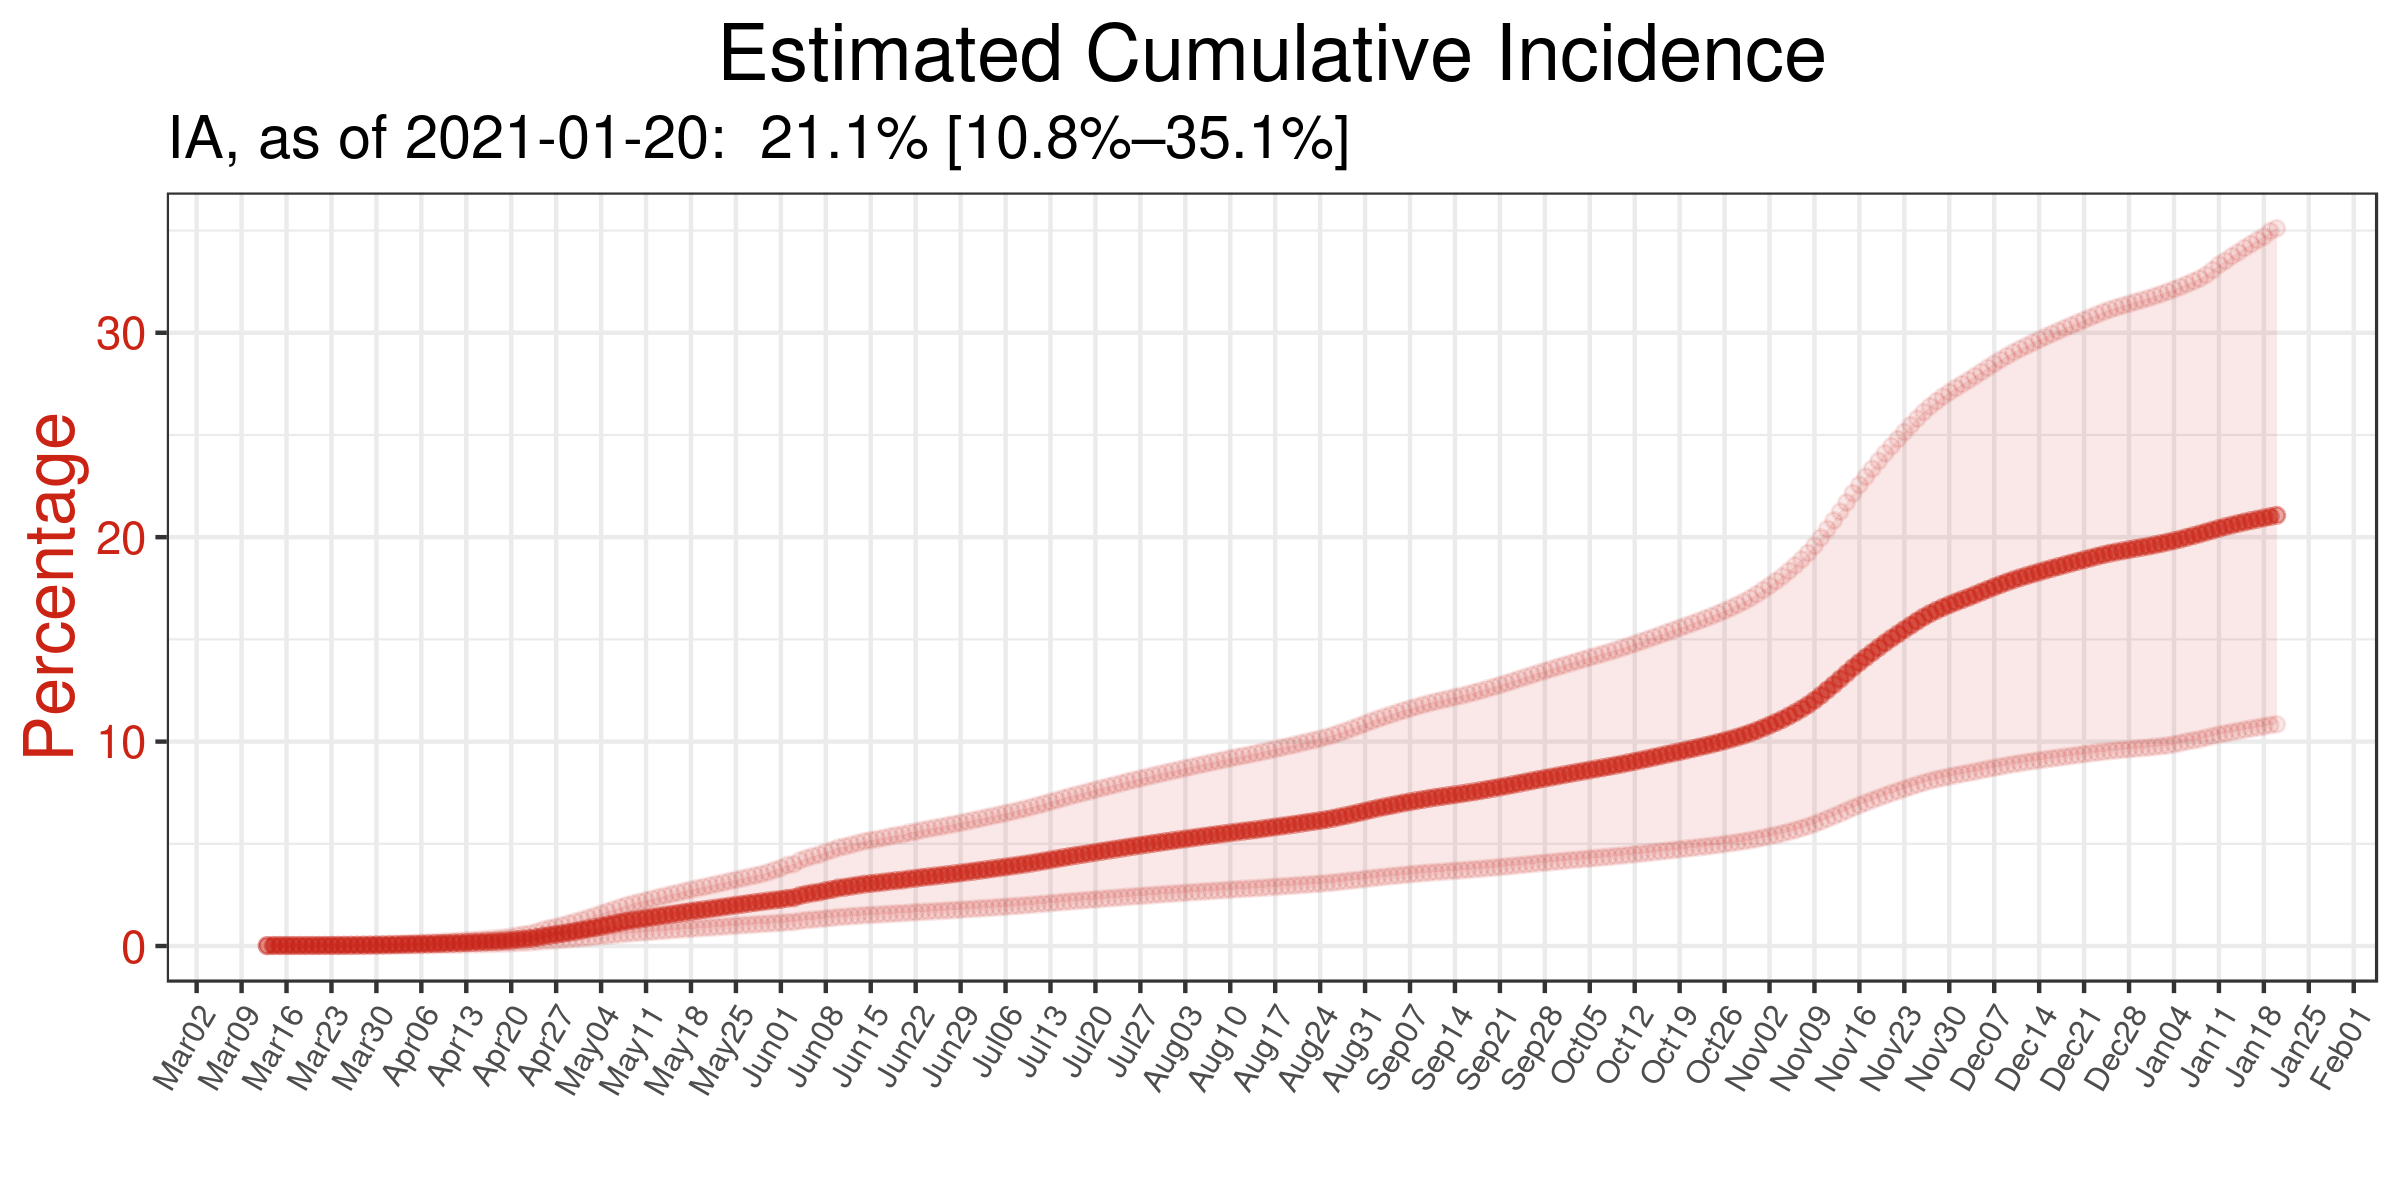 Estimated Cumulative Incidence
IA, as of 2021-01-20:  21.1% [10.8%–35.1%]
Percentage
30
20
10
0
Mar02
Mar09
Mar16
Mar23
Mar30
Apr06
Apr13
Apr20
Apr27
May04
May11
May18
May25
Jun01
Jun08
Jun15
Jun22
Jun29
Jul06
Jul13
Jul20
Jul27
Aug03
Aug10
Aug17
Aug24
Aug31
Sep07
Sep14
Sep21
Sep28
Oct05
Oct12
Oct19
Oct26
Nov02
Nov09
Nov16
Nov23
Nov30
Dec07
Dec14
Dec21
Dec28
Jan04
Jan11
Jan18
Jan25
Feb01